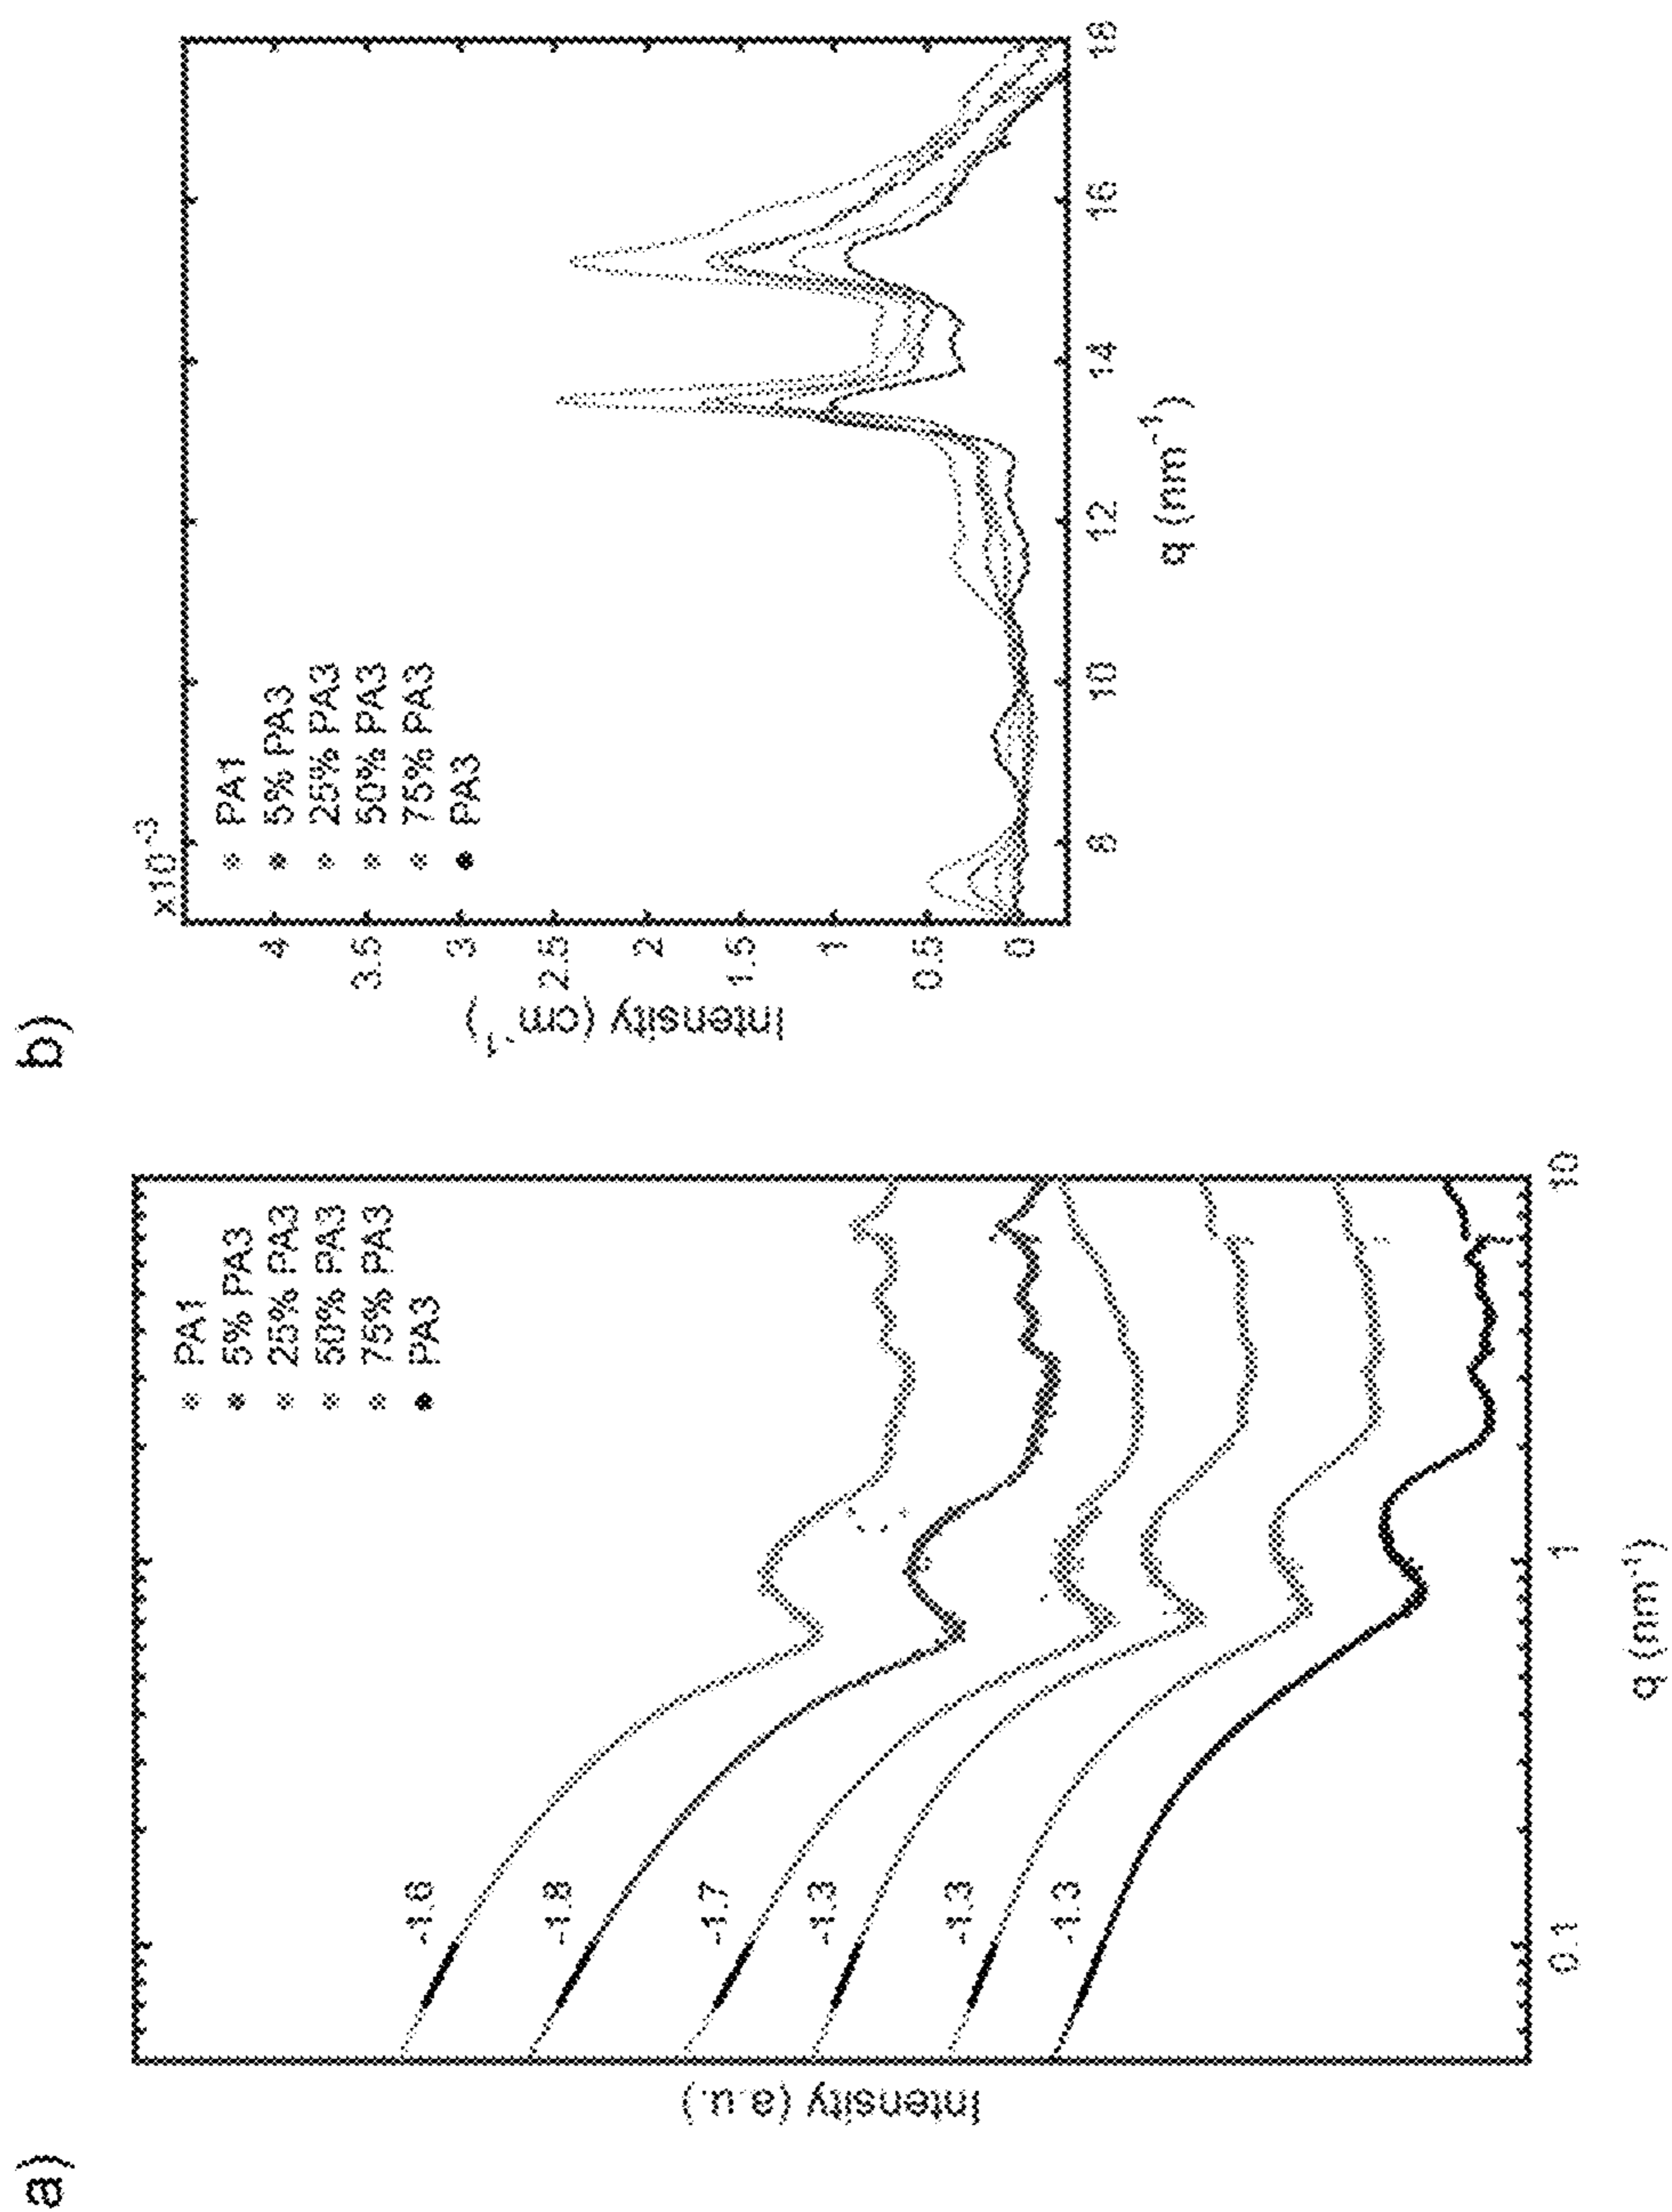 a)
PA1
5% PA3
25% PA3
50% PA3
75% PA3
PA3
-1.6
-1.8
-1.7
-1.3
-1.3
-1.3
Intensity (a.u.)
0.1
1
10
q (nm⁻¹)
b)
x10⁻³
PA1
5% PA3
25% PA3
50% PA3
75% PA3
PA3
4
3.5
3
2.5
2
1.5
1
0.5
0
Intensity (cm⁻¹)
8
10
12
14
16
18
q (nm⁻¹)